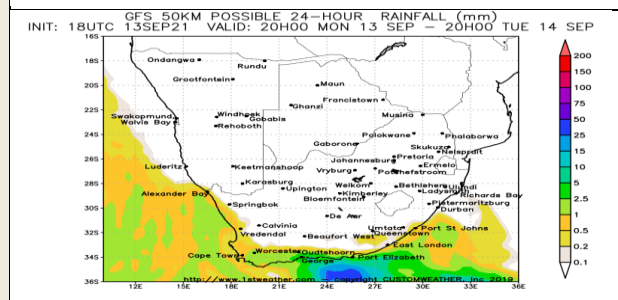 GFS 50KM POSSIBLE 24-HOUR RAINFALL (mm)
INIT: 18UTC 13SEP21 VALID: 20H00 MON 13 SEP - 20H00 TUE 14 SEP
16S
Ondangwa
Rundu
18S
200
Grootfontein
150
20S
Maun
100
Francistown
75
22S
Ghanzi
Swakopmund
Windhoek
Gobabis
Musina
50
Walvis Bay
Rehoboth
25
24S
Polokwane
Phalaborwa
Gaborone
Skukuza
15
Pretoria
Nelspruit
26S
Johannesburg
10
Luderitz
Keetmanshoop
Vryburg
Potchefstroom
Ermelo
5
28S
Karasburg
Upington
Welkom
Bethlehem
Ulundi
Alexander Bay
Kimberley
Ladysmith
Richards Bay
2.5
Springbok
Bloemfontein
Pietermaritzburg
30S
Durban
1
De Aar
Calvinia
Umtata
Port St Johns
0.5
32S
Vredendal
Beaufort West
Queenstown
East London
0.2
Cape Town
Worcester
Oudtshoorn
34S
George
Port Elizabeth
0.1
http://www.1stweather.com - copyright CUSTOMWEATHER, inc 2019
36S
12E 15E 18E 21E 24E 27E 30E 33E 36E